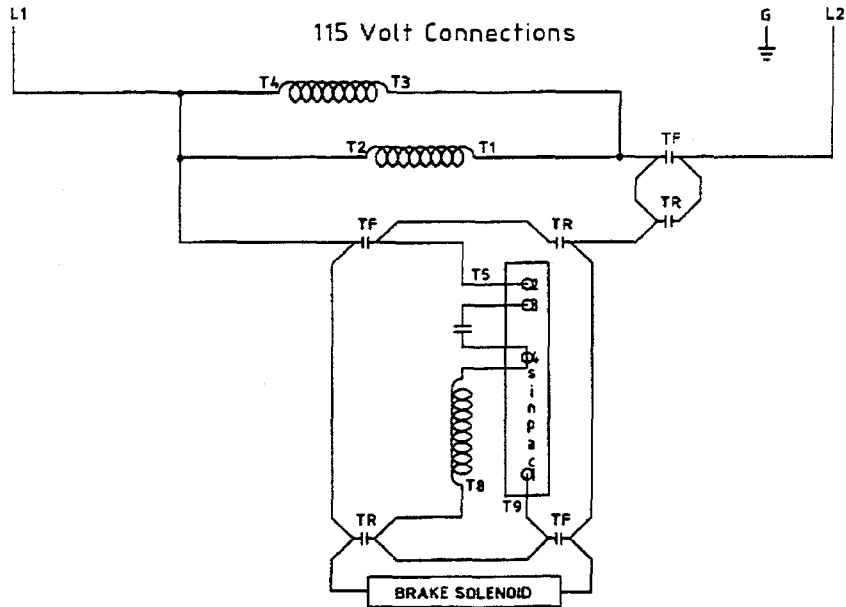 L1
115 Volt Connections
G
L2
T4
T3
T2
T1
TF
TR
TF
TR
T5
2
3
4
sinpac
1
T8
T9
TR
TF
BRAKE SOLENOID